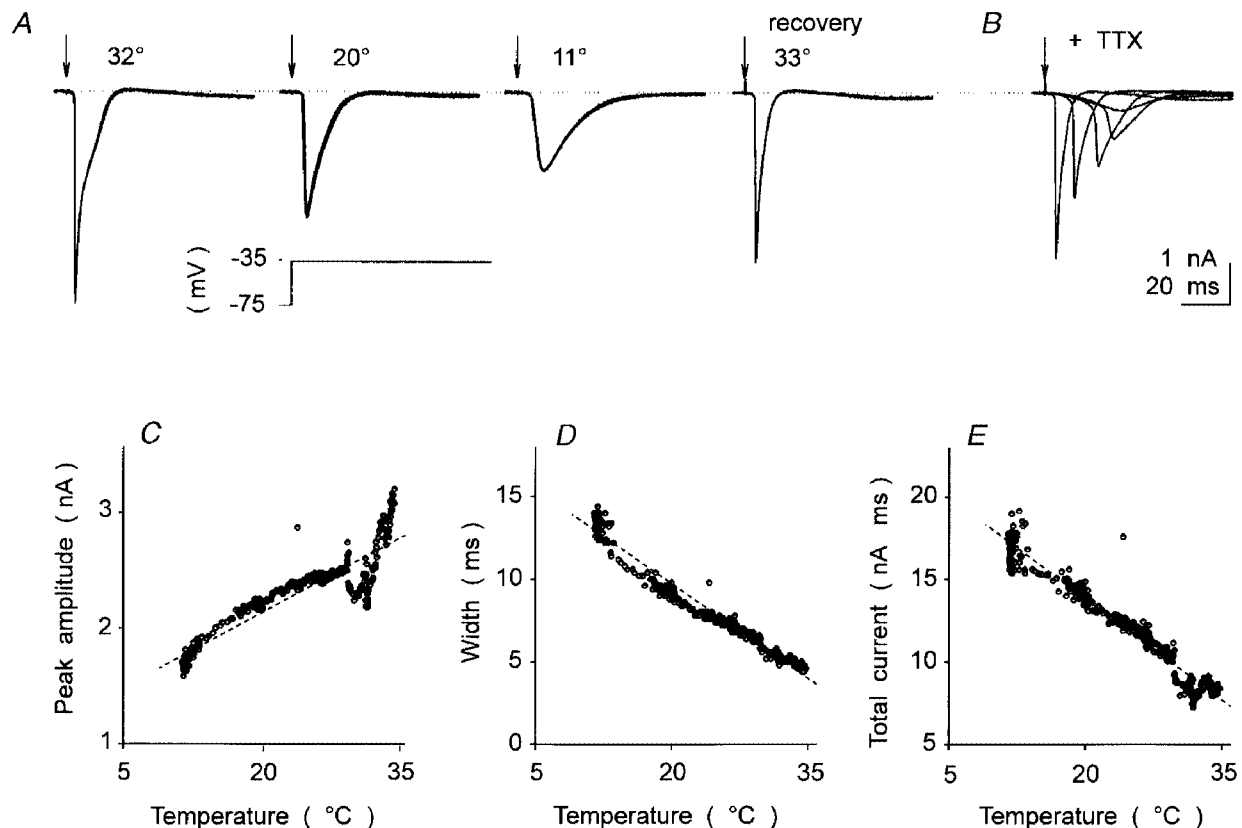 A
32°
20°
11°
recovery
33°
B
+ TTX
( mV )
-35
-75
1 nA
20 ms
C
Peak amplitude ( nA )
3
2
1
5
20
35
Temperature ( °C )
D
Width ( ms )
15
10
5
0
5
20
35
Temperature ( °C )
E
Total current ( nA ms )
20
15
10
5
5
20
35
Temperature ( °C )